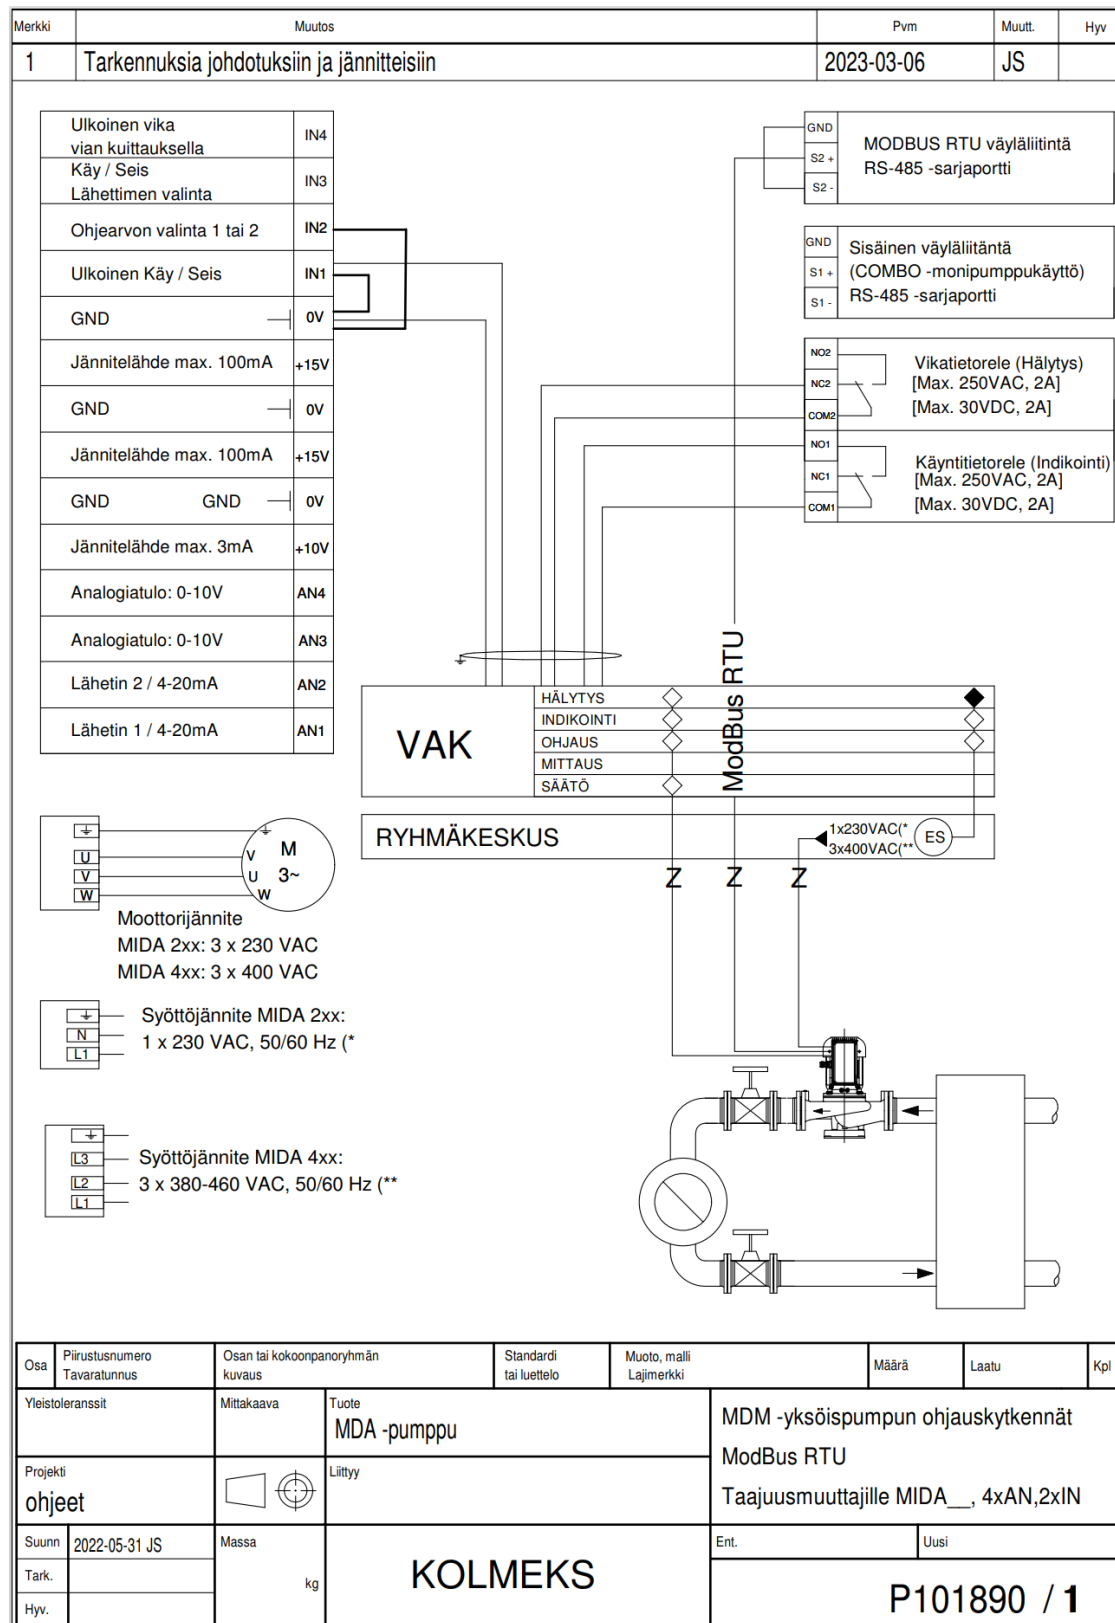 Merkki Muutos Pvm Muutt. Hyv
1 Tarkennuksia johdotuksiin ja jännitteisiin 2023-03-06 JS
Ulkoinen vika
vian kuittauksella IN4
Käy / Seis
Lähettimen valinta IN3
Ohjearvon valinta 1 tai 2 IN2
Ulkoinen Käy / Seis IN1
GND 0V
Jännitelähde max. 100mA +15V
GND 0V
Jännitelähde max. 100mA +15V
GND GND 0V
Jännitelähde max. 3mA +10V
Analogiatulo: 0-10V AN4
Analogiatulo: 0-10V AN3
Lähetin 2 / 4-20mA AN2
Lähetin 1 / 4-20mA AN1
GND
S2 +
S2 -
MODBUS RTU väyläliitintä
RS-485 -sarjaportti
GND
S1 +
S1 -
Sisäinen väyläliitäntä
(COMBO -monipumppukäyttö)
RS-485 -sarjaportti
NO2
NC2
COM2
Vikatietorele (Hälytys)
[Max. 250VAC, 2A]
[Max. 30VDC, 2A]
NO1
NC1
COM1
Käyntitietorele (Indikointi)
[Max. 250VAC, 2A]
[Max. 30VDC, 2A]
ModBus RTU
VAK
HÄLYTYS
INDIKOINTI
OHJAUS
MITTAUS
SÄÄTÖ
RYHMÄKESKUS
1x230VAC(*
3x400VAC(**
ES
Z Z Z
U
V
W
V
U
W
M
3~
Moottorijännite
MIDA 2xx: 3 x 230 VAC
MIDA 4xx: 3 x 400 VAC
N
L1
Syöttöjännite MIDA 2xx:
1 x 230 VAC, 50/60 Hz (*
L3
L2
L1
Syöttöjännite MIDA 4xx:
3 x 380-460 VAC, 50/60 Hz (**
Osa Piirustusnumero Osan tai kokoonpanoryhmän Standardi Muoto, malli Määrä Laatu Kpl
Tavaratunnus kuvaus tai luettelo Lajimerkki
Yleistoleranssit Mittakaava Tuote
MDA -pumppu
MDM -yksöispumpun ohjauskytkennät
ModBus RTU
Taajuusmuuttajille MIDA__, 4xAN,2xIN
Projekti
ohjeet
Liittyy
Suunn 2022-05-31 JS Massa
Tark.
Hyv.
kg
KOLMEKS
Ent. Uusi
P101890 / 1